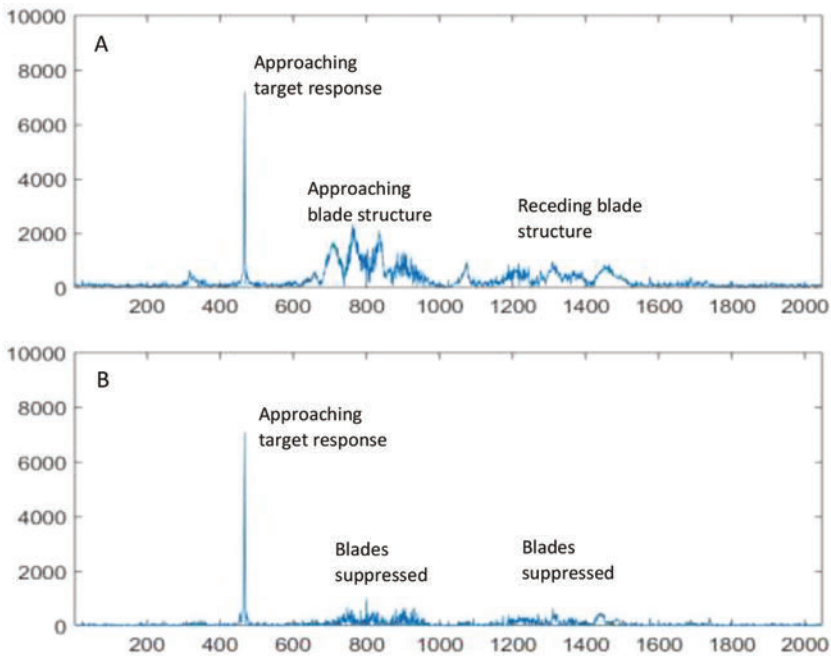 10000
A
Approaching
target response
8000
6000
4000
Approaching
blade structure
Receding blade
structure
2000
0
200 400 600 800 1000 1200 1400 1600 1800 2000
10000
B
Approaching
target response
8000
6000
4000
Blades
suppressed
Blades
suppressed
2000
0
200 400 600 800 1000 1200 1400 1600 1800 2000